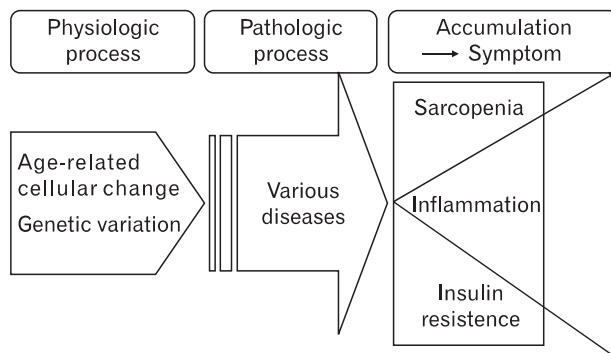 Physiologic
process
Pathologic
process
Accumulation
→ Symptom
Age-related
cellular change
Genetic variation
Various
diseases
Sarcopenia
Inflammation
Insulin
resistence